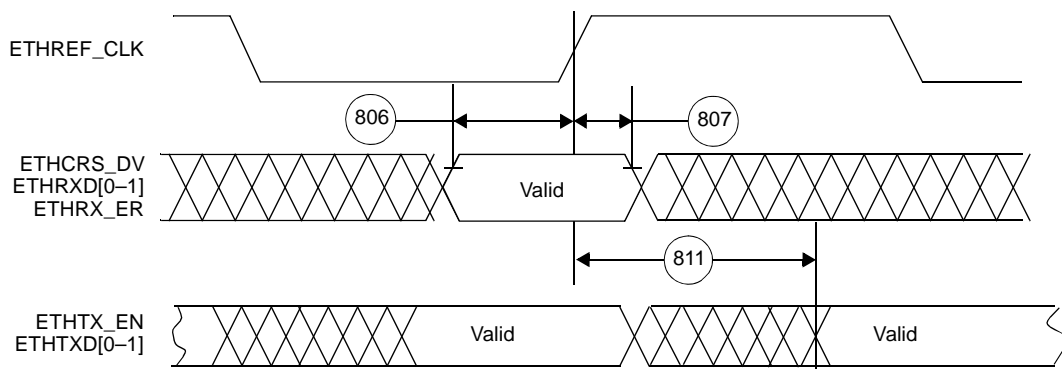 ETHREF_CLK
806
807
ETHCRS_DV
ETHRXD[0–1]
ETHRX_ER
Valid
811
ETHTX_EN
ETHTXD[0–1]
Valid
Valid